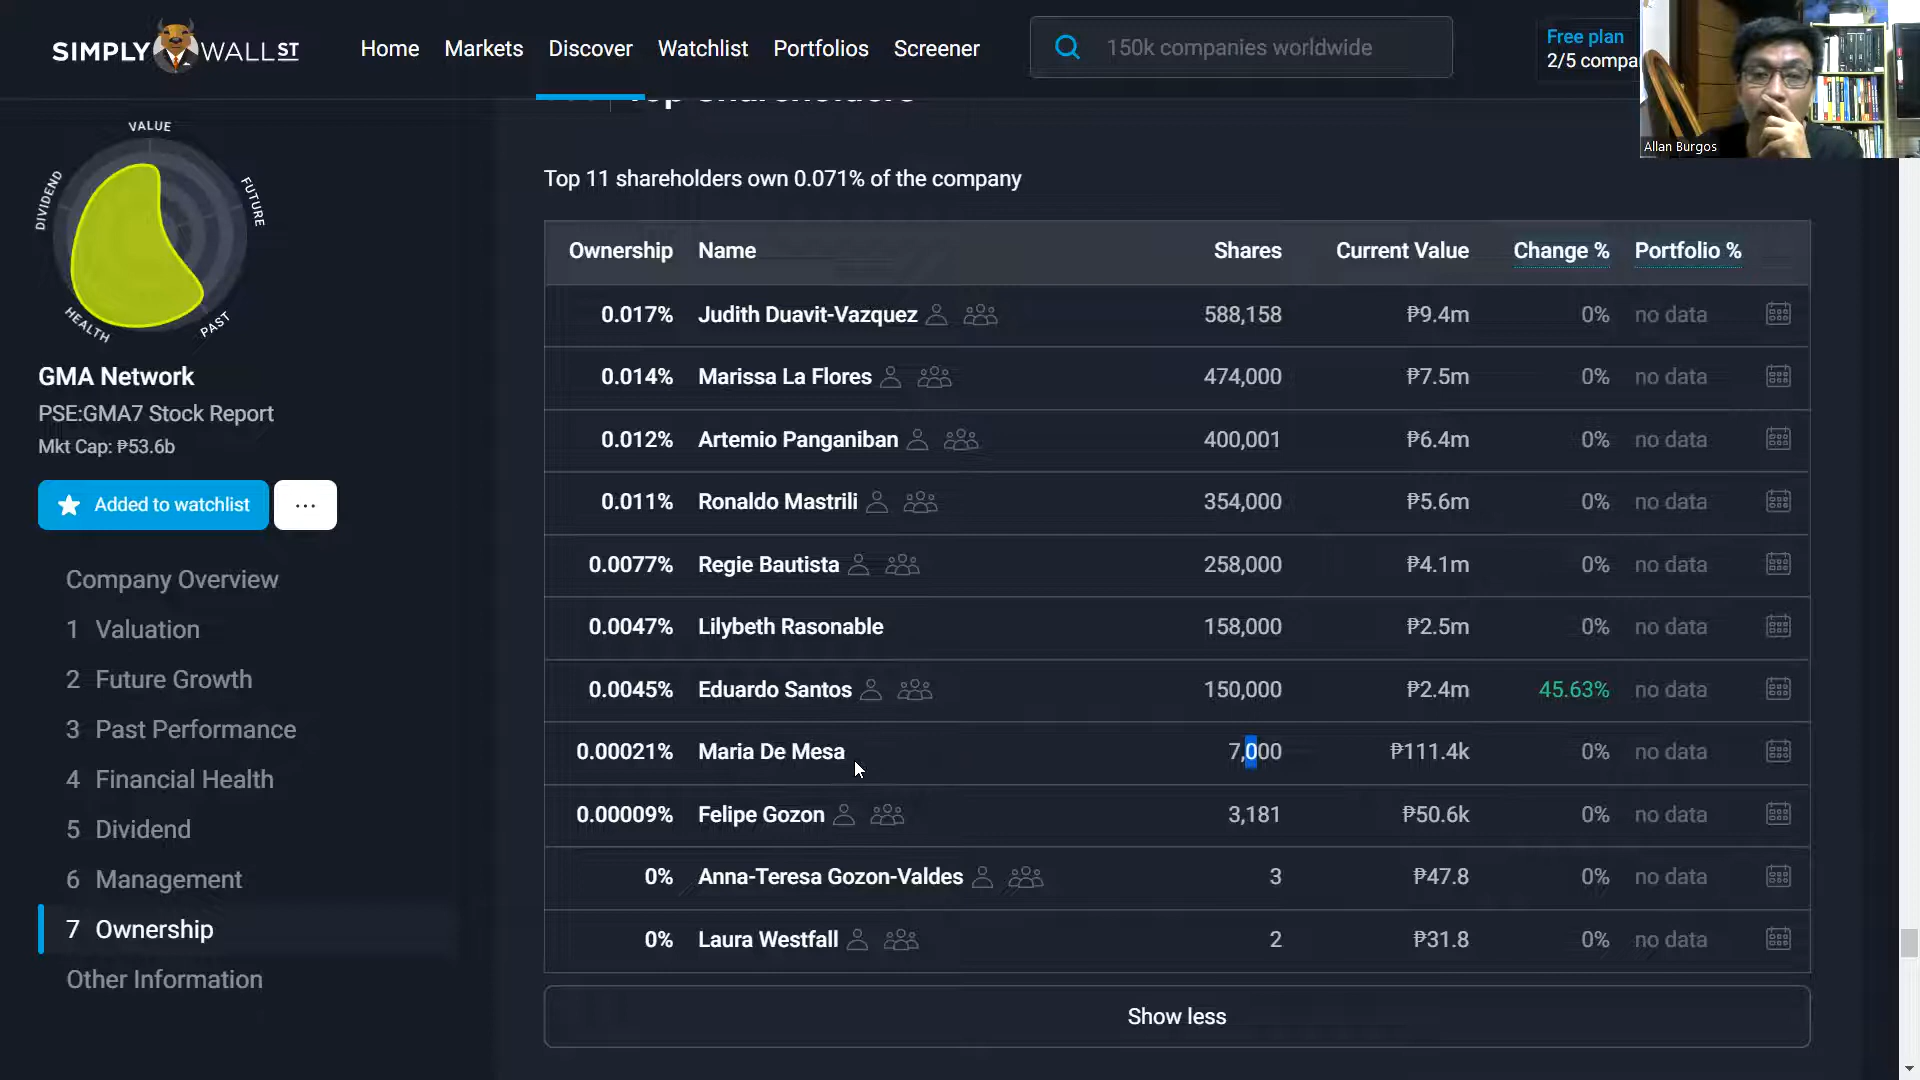 SIMPLY WALL ST
Home Markets Discover Watchlist Portfolios Screener
150k companies worldwide
Free plan
2/5 compa
Allan Burgos
Top Shareholders
VALUE
FUTURE
PAST
HEALTH
DIVIDEND
GMA Network
PSE:GMA7 Stock Report
Mkt Cap: ₱53.6b
Added to watchlist
...
Company Overview
1 Valuation
2 Future Growth
3 Past Performance
4 Financial Health
5 Dividend
6 Management
7 Ownership
Other Information
Top 11 shareholders own 0.071% of the company
Ownership Name Shares Current Value Change % Portfolio %
0.017% Judith Duavit-Vazquez 588,158 ₱9.4m 0% no data
0.014% Marissa La Flores 474,000 ₱7.5m 0% no data
0.012% Artemio Panganiban 400,001 ₱6.4m 0% no data
0.011% Ronaldo Mastrili 354,000 ₱5.6m 0% no data
0.0077% Regie Bautista 258,000 ₱4.1m 0% no data
0.0047% Lilybeth Rasonable 158,000 ₱2.5m 0% no data
0.0045% Eduardo Santos 150,000 ₱2.4m 45.63% no data
0.00021% Maria De Mesa 7,000 ₱111.4k 0% no data
0.00009% Felipe Gozon 3,181 ₱50.6k 0% no data
0% Anna-Teresa Gozon-Valdes 3 ₱47.8 0% no data
0% Laura Westfall 2 ₱31.8 0% no data
Show less